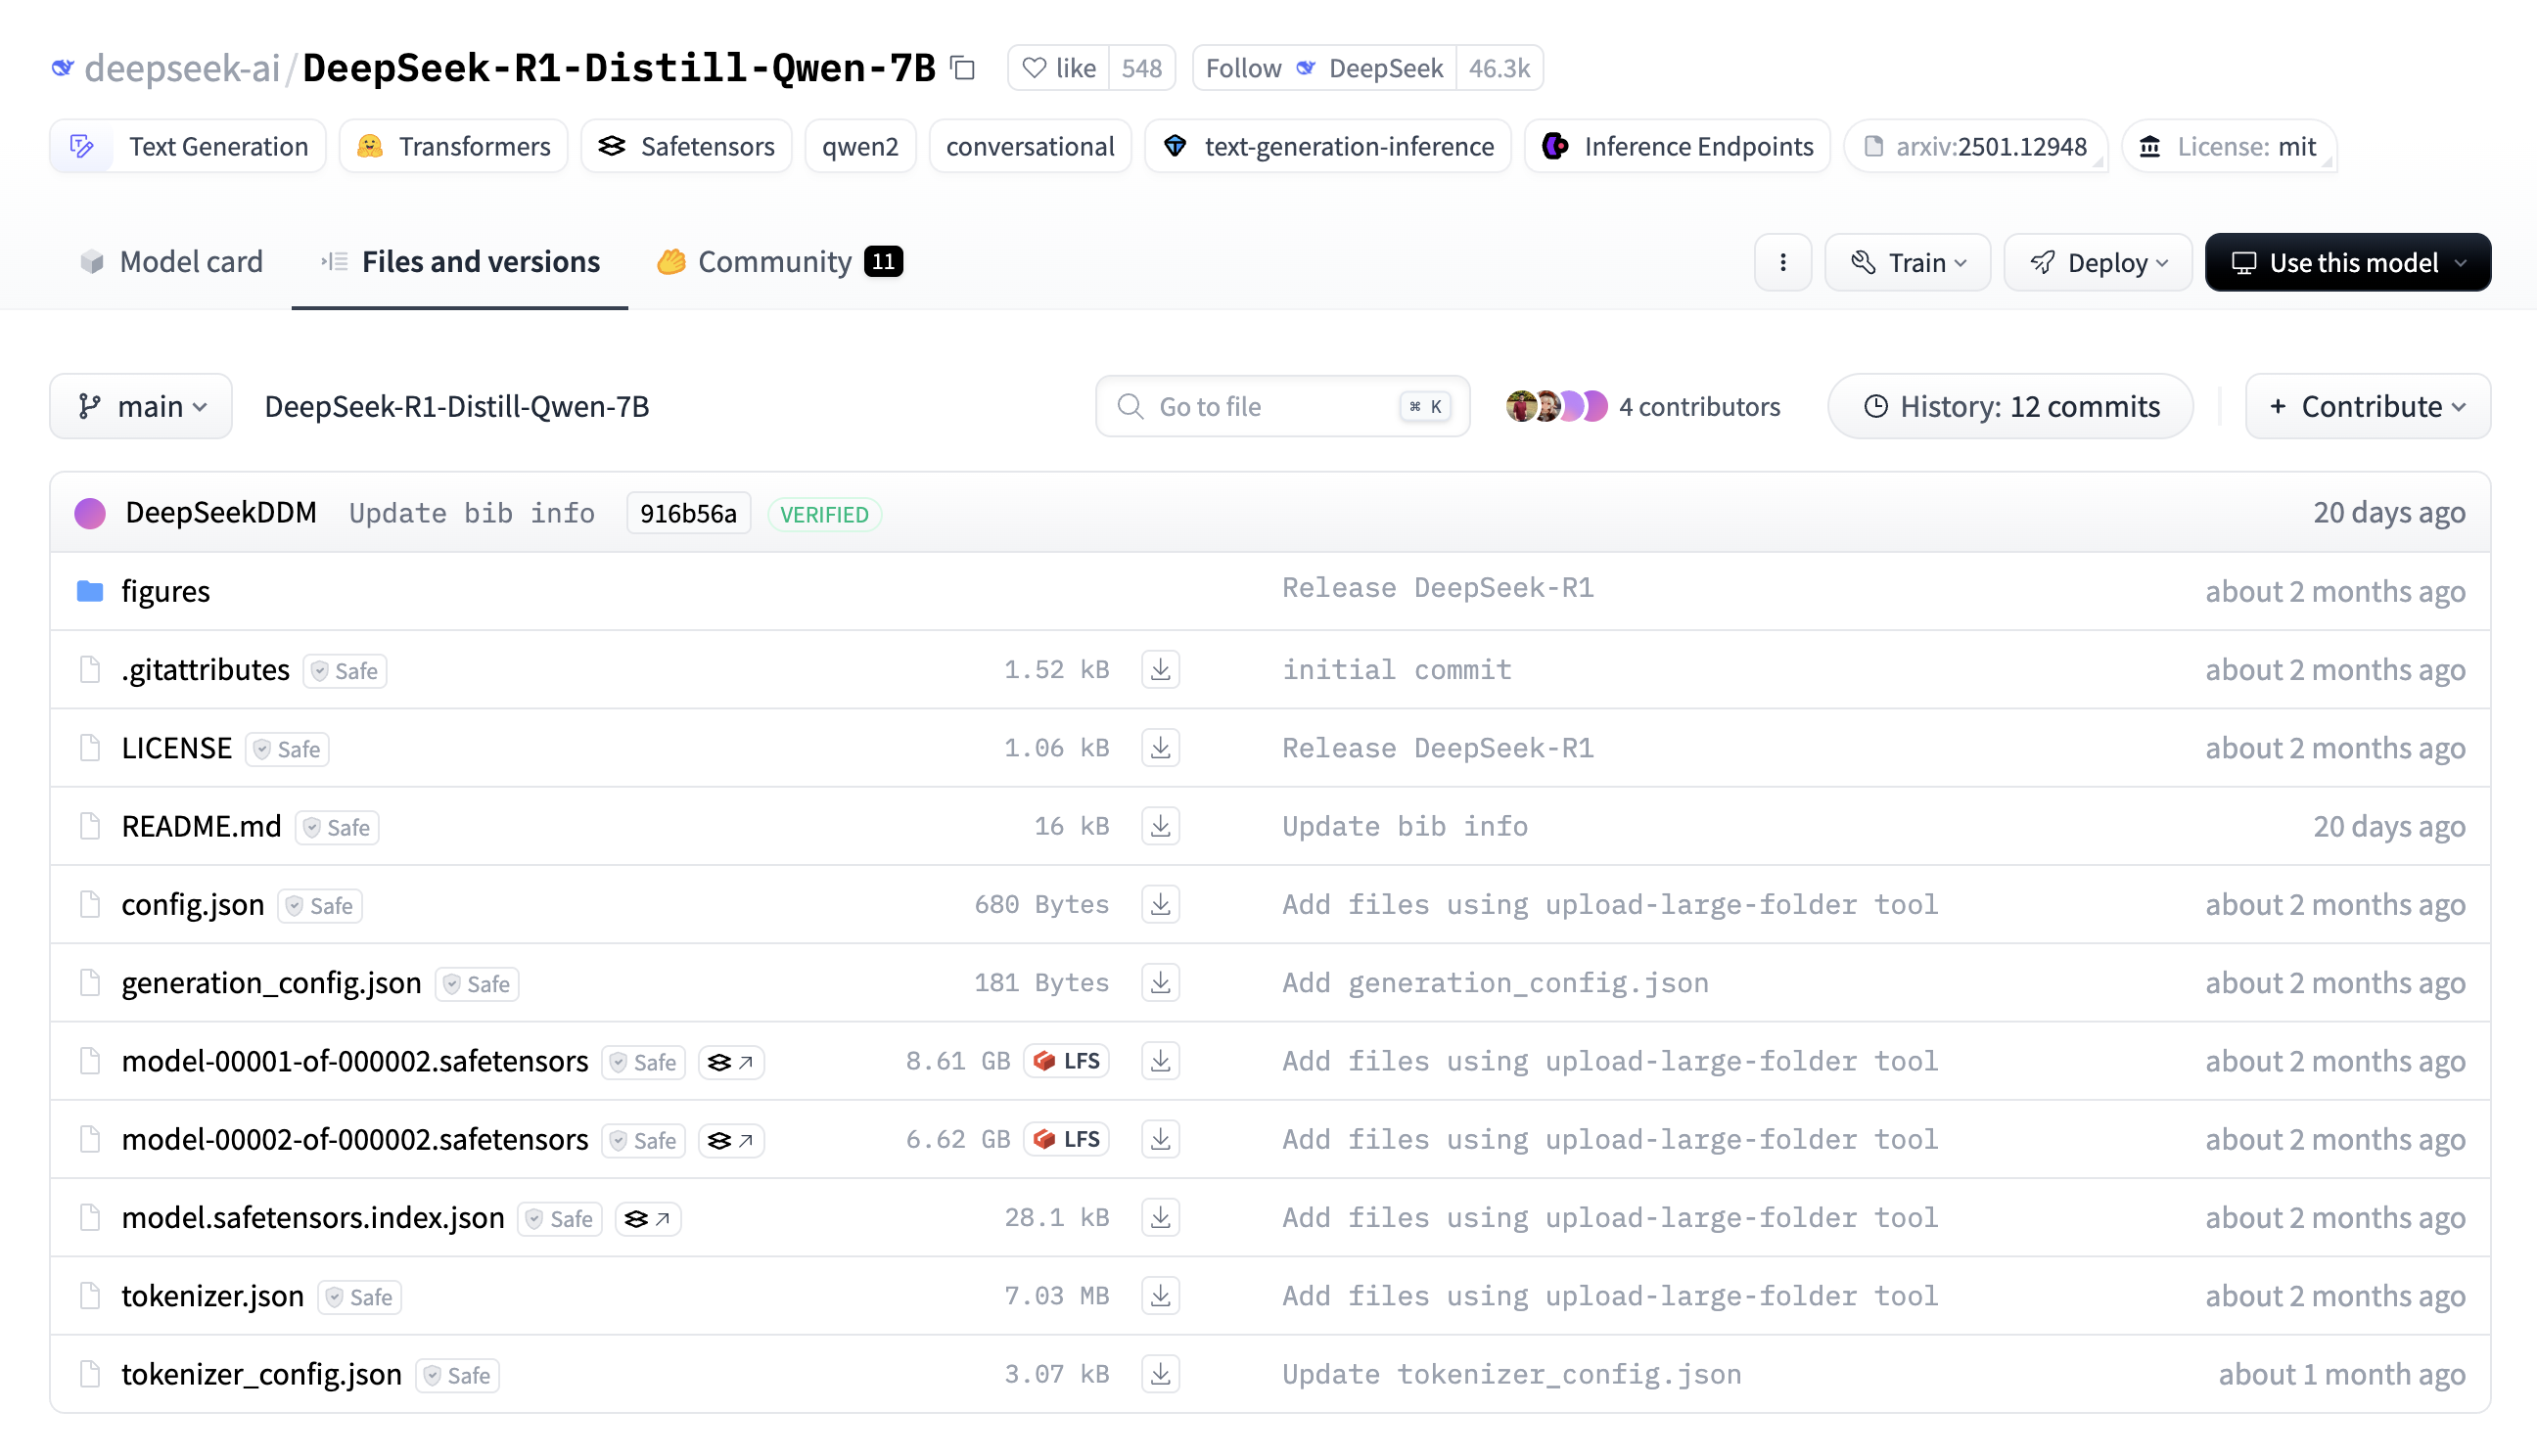 deepseek-ai/DeepSeek-R1-Distill-Qwen-7B like 548 Follow DeepSeek 46.3k
Text Generation Transformers Safetensors qwen2 conversational text-generation-inference Inference Endpoints arxiv:2501.12948 License: mit
Model card Files and versions Community 11 Train Deploy Use this model
main DeepSeek-R1-Distill-Qwen-7B Go to file ⌘ K 4 contributors History: 12 commits + Contribute
DeepSeekDDM Update bib info 916b56a VERIFIED 20 days ago
figures Release DeepSeek-R1 about 2 months ago
.gitattributes Safe 1.52 kB initial commit about 2 months ago
LICENSE Safe 1.06 kB Release DeepSeek-R1 about 2 months ago
README.md Safe 16 kB Update bib info 20 days ago
config.json Safe 680 Bytes Add files using upload-large-folder tool about 2 months ago
generation_config.json Safe 181 Bytes Add generation_config.json about 2 months ago
model-00001-of-000002.safetensors Safe 8.61 GB LFS Add files using upload-large-folder tool about 2 months ago
model-00002-of-000002.safetensors Safe 6.62 GB LFS Add files using upload-large-folder tool about 2 months ago
model.safetensors.index.json Safe 28.1 kB Add files using upload-large-folder tool about 2 months ago
tokenizer.json Safe 7.03 MB Add files using upload-large-folder tool about 2 months ago
tokenizer_config.json Safe 3.07 kB Update tokenizer_config.json about 1 month ago